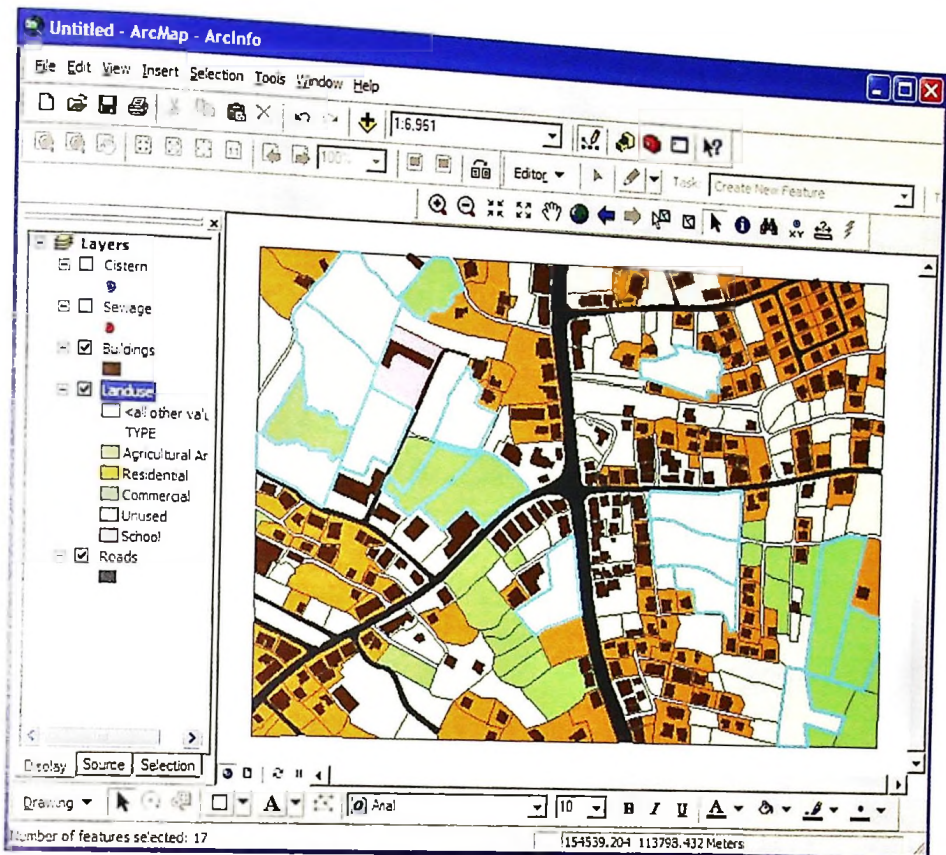 Untitled - ArcMap - ArcInfo
File Edit View Insert Selection Tools Window Help
1:6,951
100%
Editor
Task:
Create New Feature
Layers
Cistern
Sewage
Buildings
Landuse
<all other valu
TYPE
Agricultural Ar
Residential
Commercial
Unused
School
Roads
Display Source Selection
Drawing
A
Arial
10
B I U A
Number of features selected: 17
154539.204 113798.432 Meters